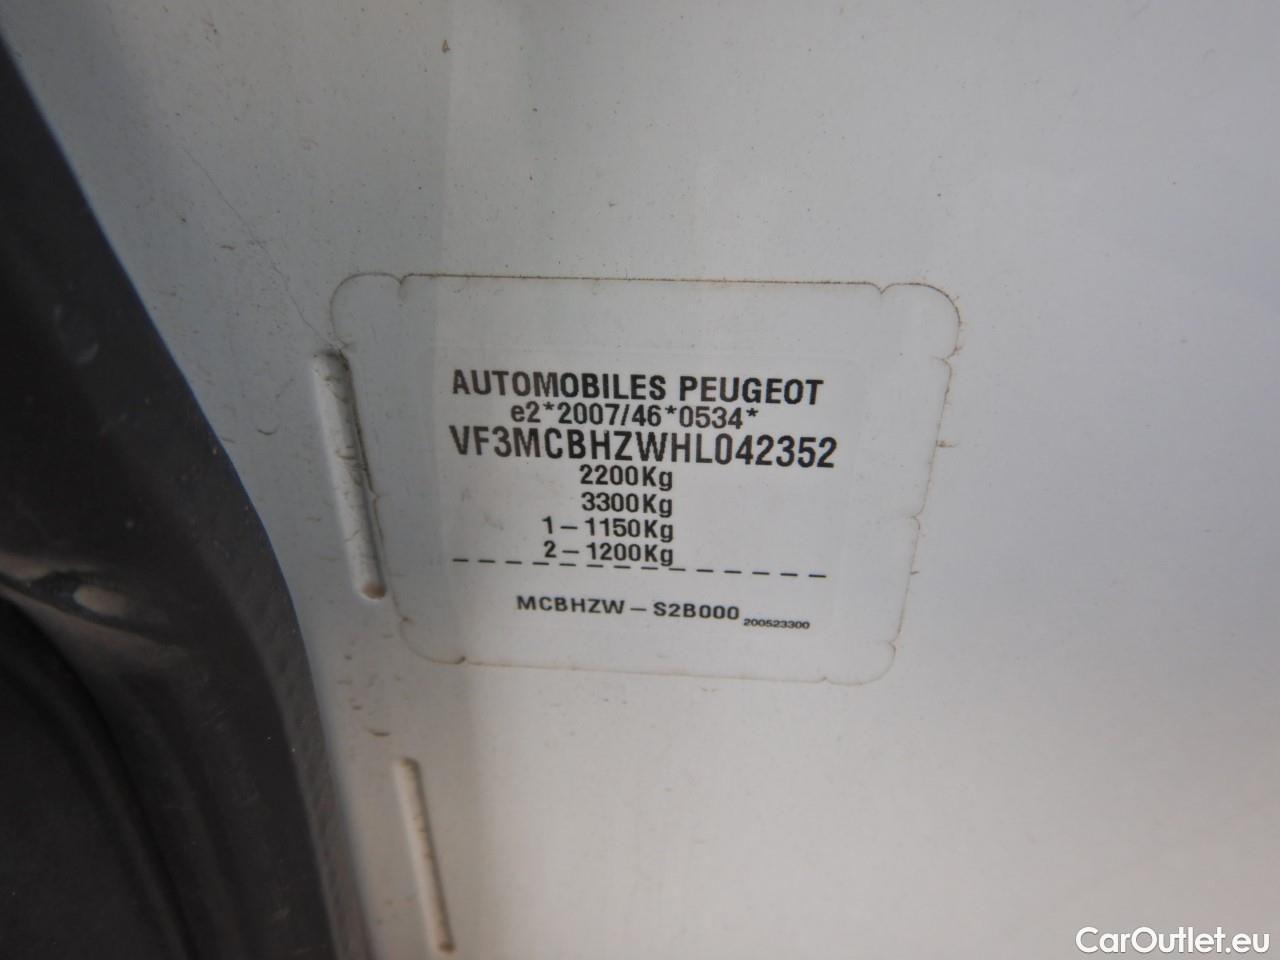 AUTOMOBILES PEUGEOT
e2*2007/46*0534*
VF3MCBHZWHL042352
2200Kg
3300Kg
1-1150Kg
2-1200Kg
MCBHZW-S2B000 200523300
CarOutlet.eu